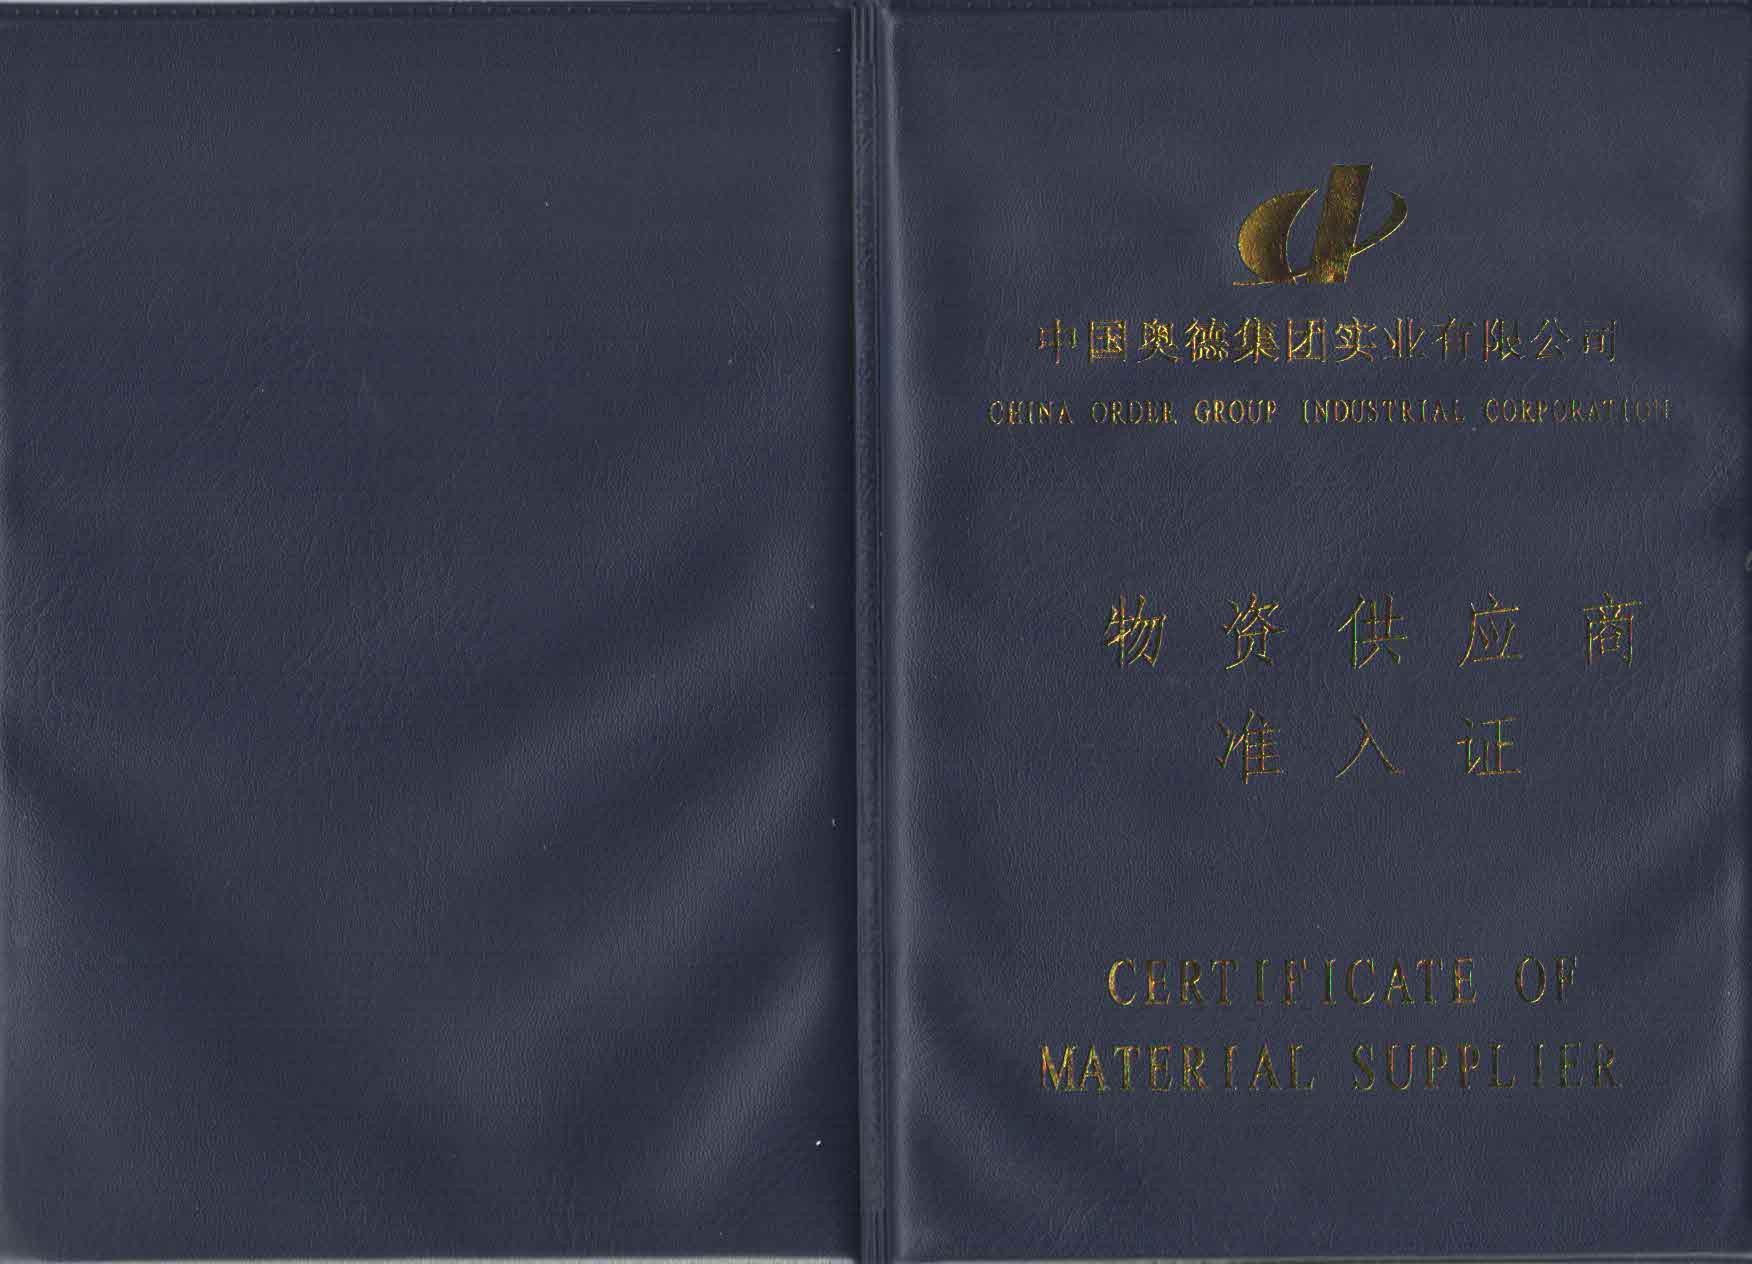 中国奥德集团实业有限公司
CHINA ORDER GROUP INDUSTRIAL CORPORATION
物资供应商
准入证
CERTIFICATE OF
MATERIAL SUPPLIER